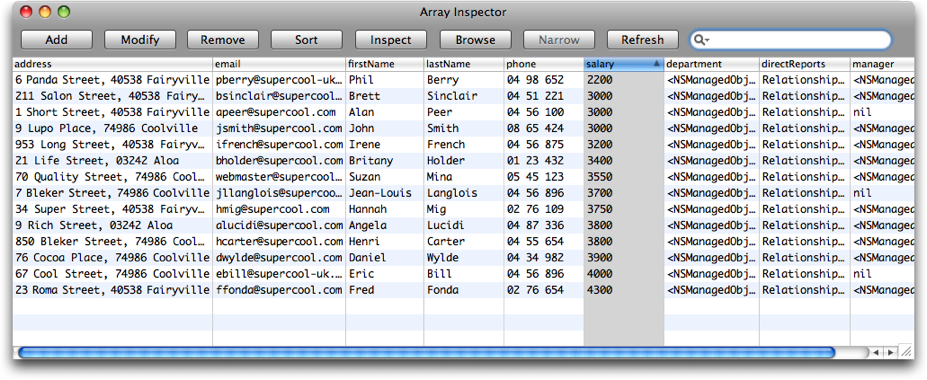 Array Inspector
Add Modify Remove Sort Inspect Browse Narrow Refresh
address email firstName lastName phone salary department directReports manager
6 Panda Street, 40538 Fairyville pberry@supercool-uk... Phil Berry 04 98 652 2200 <NSManagedObj... Relationship... <NSManaged
211 Salon Street, 40538 Fairy... bsinclair@supercool... Brett Sinclair 04 51 221 3000 <NSManagedObj... Relationship... <NSManaged
1 Short Street, 40538 Fairyville apeer@supercool.com Alan Peer 04 56 100 3000 <NSManagedObj... Relationship... nil
9 Lupo Place, 74986 Coolville jsmith@supercool.com John Smith 08 65 424 3000 <NSManagedObj... Relationship... <NSManaged
953 Long Street, 40538 Fairyv... ifrench@supercool.com Irene French 04 56 875 3200 <NSManagedObj... Relationship... <NSManaged
21 Life Street, 03242 Aloa bholder@supercool.com Britany Holder 01 23 432 3400 <NSManagedObj... Relationship... <NSManaged
70 Quality Street, 74986 Cool... webmaster@supercool... Suzan Mina 05 45 123 3550 <NSManagedObj... Relationship... <NSManaged
7 Bleker Street, 74986 Coolville jllanglois@supercoo... Jean-Louis Langlois 04 56 896 3700 <NSManagedObj... Relationship... nil
34 Super Street, 40538 Fairyv... hmig@supercool.com Hannah Mig 02 76 109 3750 <NSManagedObj... Relationship... <NSManaged
9 Rich Street, 03242 Aloa alucidi@supercool.com Angela Lucidi 04 87 336 3800 <NSManagedObj... Relationship... <NSManaged
850 Bleker Street, 74986 Cool... hcarter@supercool.com Henri Carter 04 55 654 3800 <NSManagedObj... Relationship... <NSManaged
76 Cocoa Place, 74986 Coolville dwylde@supercool.com Daniel Wylde 04 34 982 3900 <NSManagedObj... Relationship... <NSManaged
67 Cool Street, 74986 Coolville ebill@supercool-uk.... Eric Bill 04 56 896 4000 <NSManagedObj... Relationship... nil
23 Roma Street, 40538 Fairyville ffonda@supercool.com Fred Fonda 02 76 654 4300 <NSManagedObj... Relationship... <NSManaged